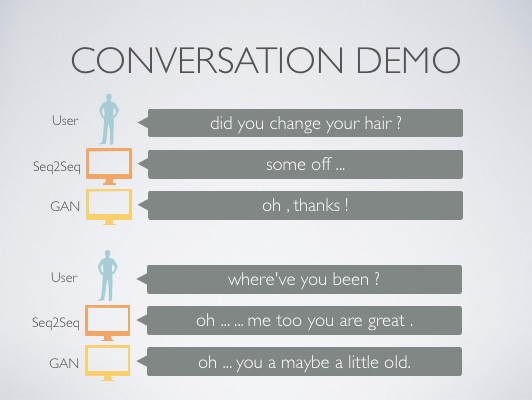 CONVERSATION DEMO
User
did you change your hair ?
Seq2Seq
some off ...
GAN
oh , thanks !
User
where've you been ?
Seq2Seq
oh ... ... me too you are great .
GAN
oh ... you a maybe a little old.